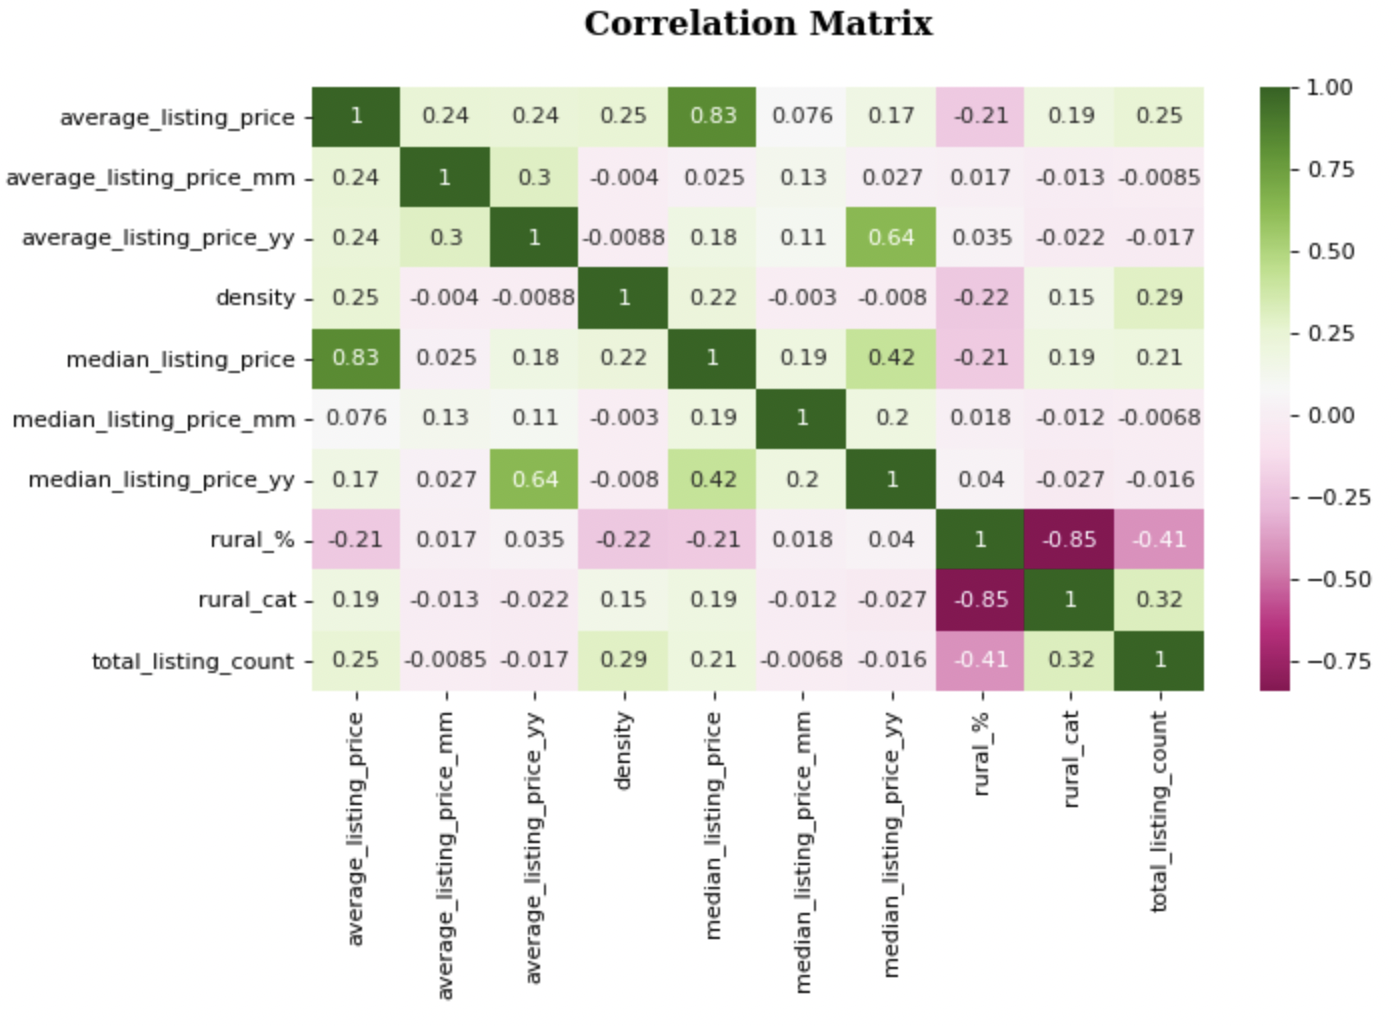 Correlation Matrix
average_listing_price 1 0.24 0.24 0.25 0.83 0.076 0.17 -0.21 0.19 0.25
average_listing_price_mm 0.24 1 0.3 -0.004 0.025 0.13 0.027 0.017 -0.013 -0.0085
average_listing_price_yy 0.24 0.3 1 -0.0088 0.18 0.11 0.64 0.035 -0.022 -0.017
density 0.25 -0.004 -0.0088 1 0.22 -0.003 -0.008 -0.22 0.15 0.29
median_listing_price 0.83 0.025 0.18 0.22 1 0.19 0.42 -0.21 0.19 0.21
median_listing_price_mm 0.076 0.13 0.11 -0.003 0.19 1 0.2 0.018 -0.012 -0.0068
median_listing_price_yy 0.17 0.027 0.64 -0.008 0.42 0.2 1 0.04 -0.027 -0.016
rural_% -0.21 0.017 0.035 -0.22 -0.21 0.018 0.04 1 -0.85 -0.41
rural_cat 0.19 -0.013 -0.022 0.15 0.19 -0.012 -0.027 -0.85 1 0.32
total_listing_count 0.25 -0.0085 -0.017 0.29 0.21 -0.0068 -0.016 -0.41 0.32 1
average_listing_price
average_listing_price_mm
average_listing_price_yy
density
median_listing_price
median_listing_price_mm
median_listing_price_yy
rural_%
rural_cat
total_listing_count
1.00
0.75
0.50
0.25
0.00
−0.25
−0.50
−0.75